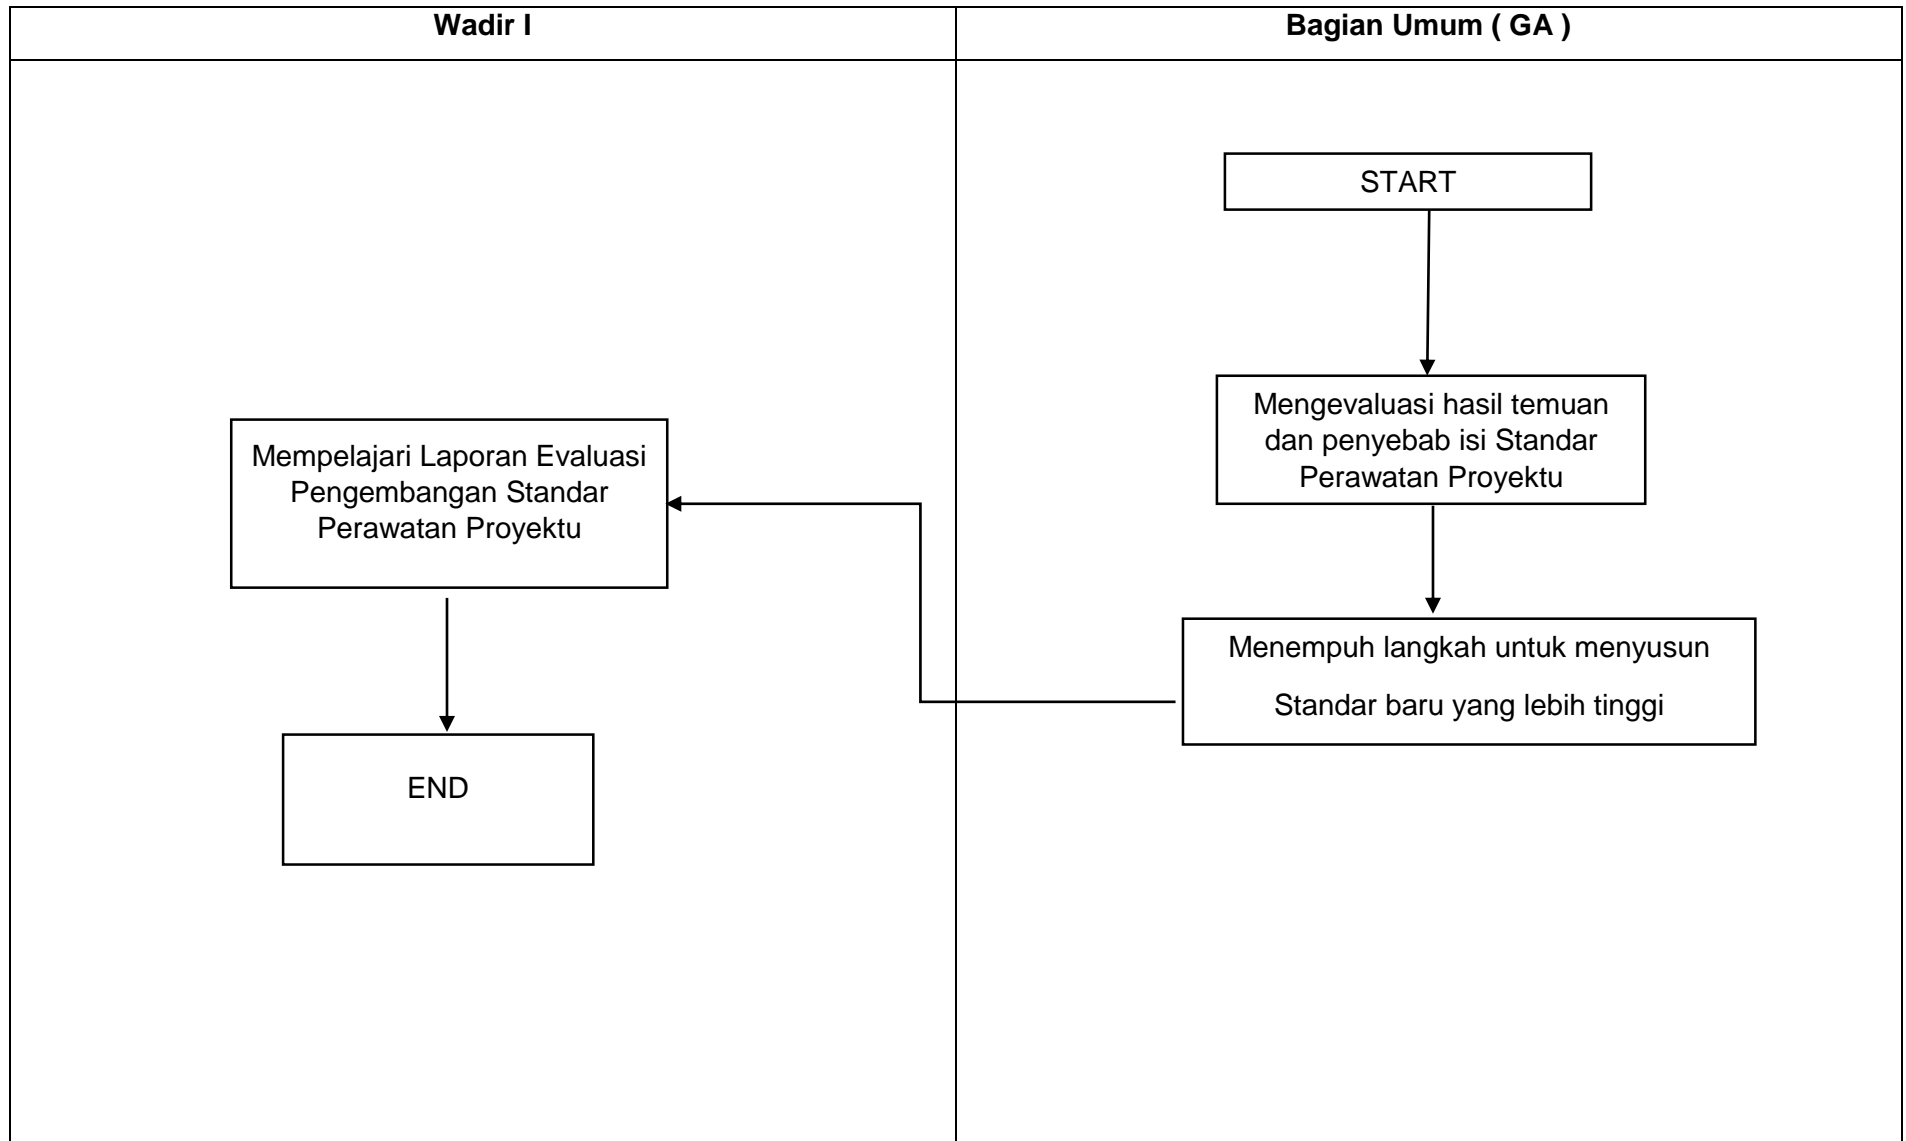 Wadir I
Bagian Umum ( GA )
START
Mengevaluasi hasil temuan
dan penyebab isi Standar
Perawatan Proyektu
Mempelajari Laporan Evaluasi
Pengembangan Standar
Perawatan Proyektu
Menempuh langkah untuk menyusun
Standar baru yang lebih tinggi
END